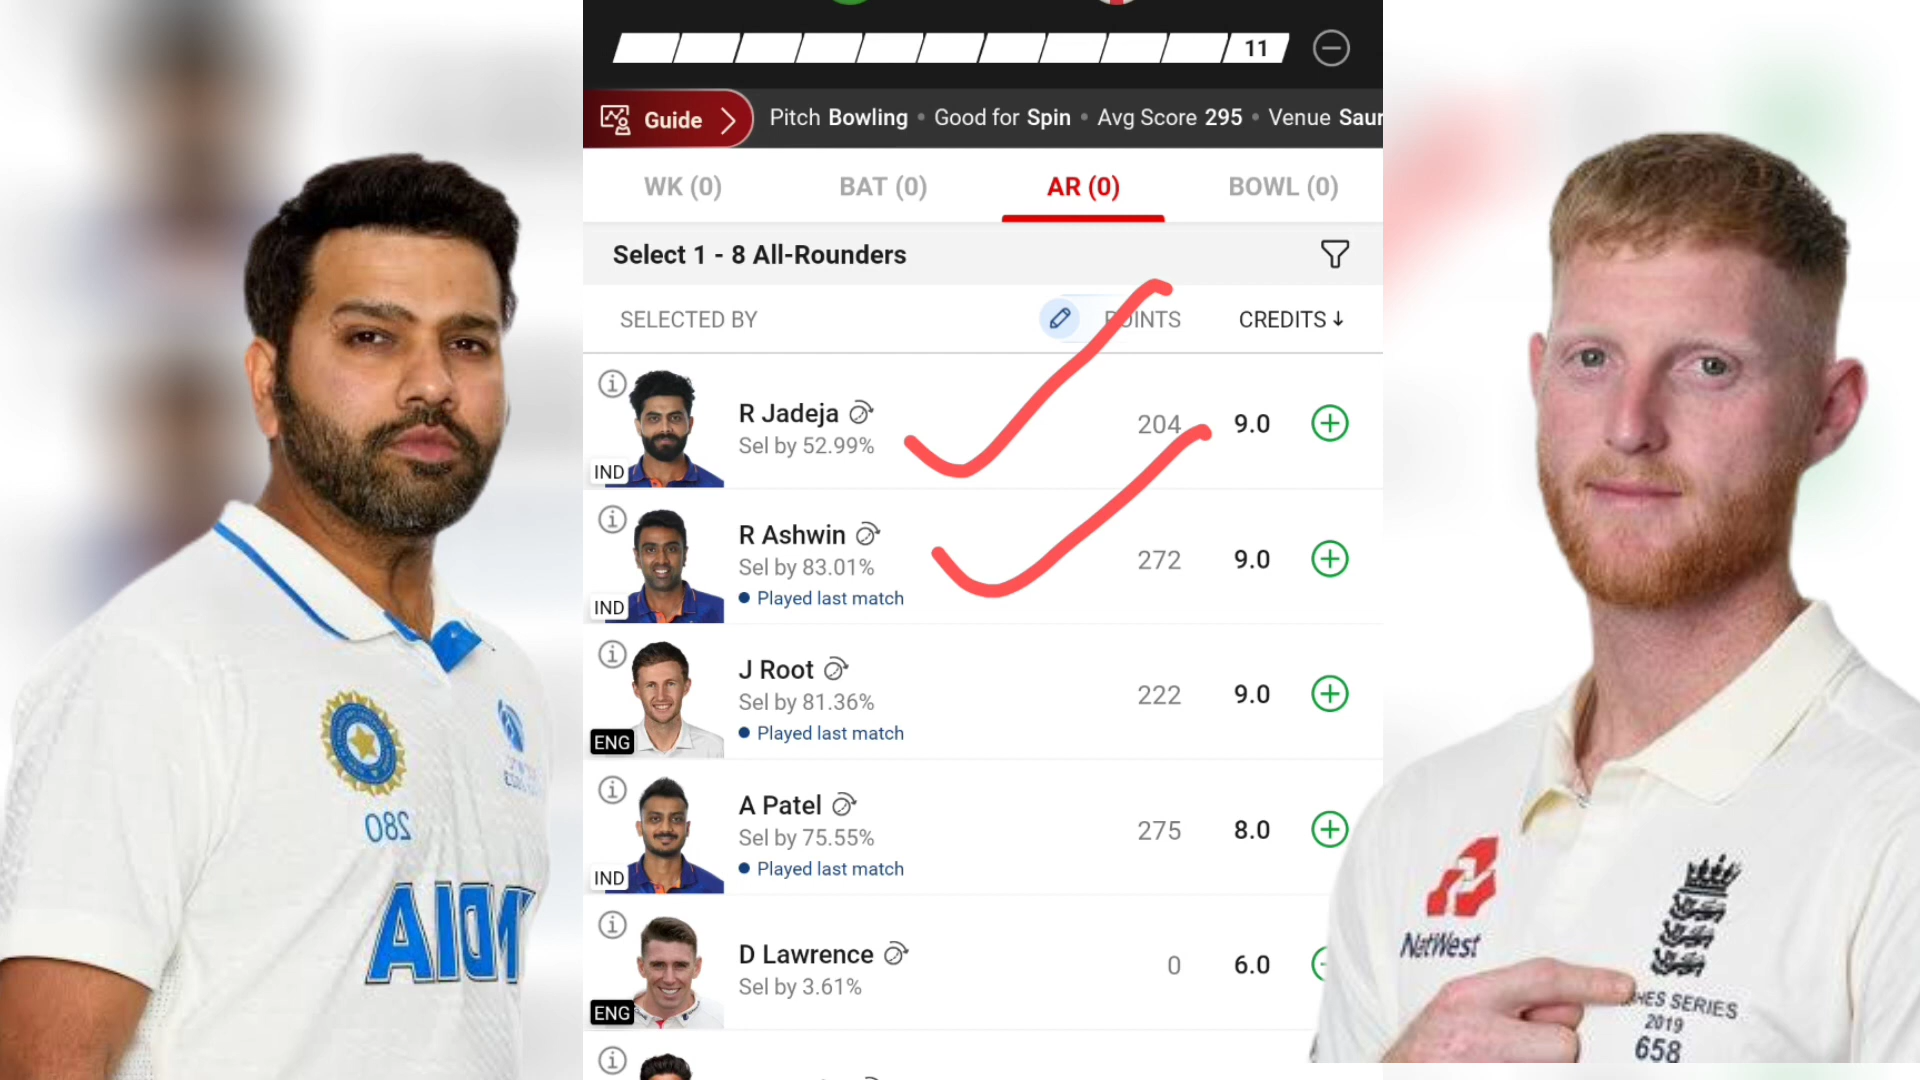 11
Guide
Pitch Bowling • Good for Spin • Avg Score 295 • Venue Saur
WK (0) BAT (0) AR (0) BOWL (0)
Select 1 - 8 All-Rounders
SELECTED BY POINTS CREDITS ↓
R Jadeja
Sel by 52.99%
204 9.0
IND
R Ashwin
Sel by 83.01%
Played last match
272 9.0
IND
J Root
Sel by 81.36%
Played last match
222 9.0
ENG
A Patel
Sel by 75.55%
Played last match
275 8.0
IND
D Lawrence
Sel by 3.61%
0 6.0
ENG
280
INDIA
NatWest
SERIES
2019
658